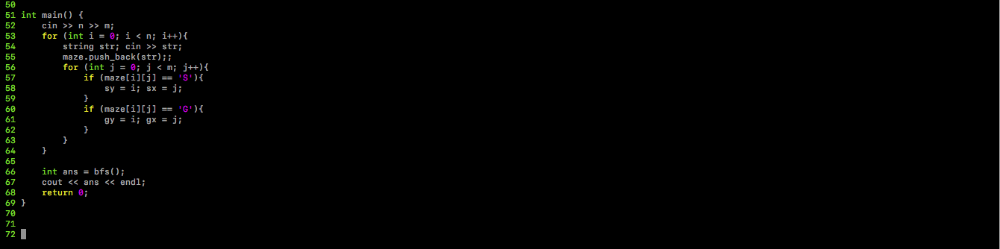 50
51 int main() {
52     cin >> n >> m;
53     for (int i = 0; i < n; i++){
54         string str; cin >> str;
55         maze.push_back(str);;
56         for (int j = 0; j < m; j++){
57             if (maze[i][j] == 'S'){
58                 sy = i; sx = j;
59             }
60             if (maze[i][j] == 'G'){
61                 gy = i; gx = j;
62             }
63         }
64     }
65
66     int ans = bfs();
67     cout << ans << endl;
68     return 0;
69 }
70
71
72